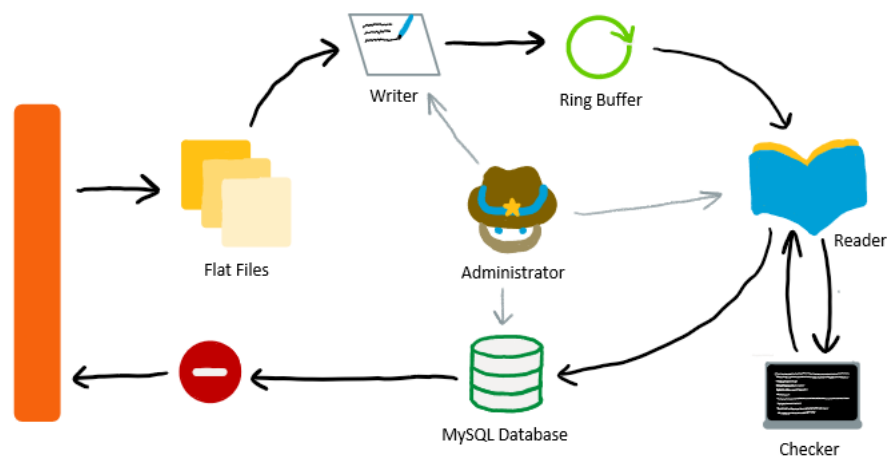 Writer
Ring Buffer
Reader
Flat Files
Administrator
MySQL Database
Checker